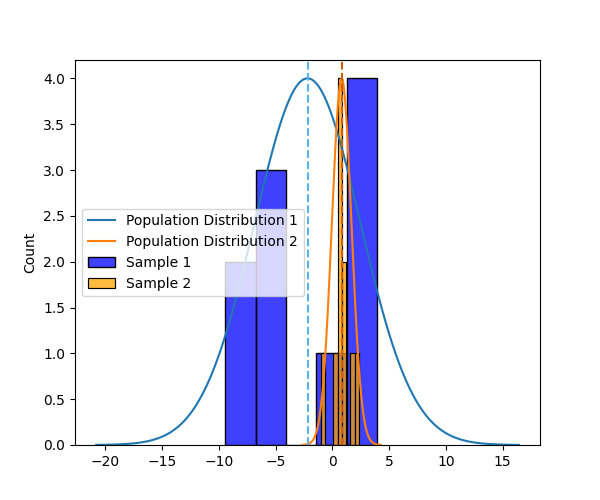 4.0
3.5
3.0
2.5
2.0
1.5
1.0
0.5
0.0
Count
Population Distribution 1
Population Distribution 2
Sample 1
Sample 2
−20 −15 −10 −5 0 5 10 15